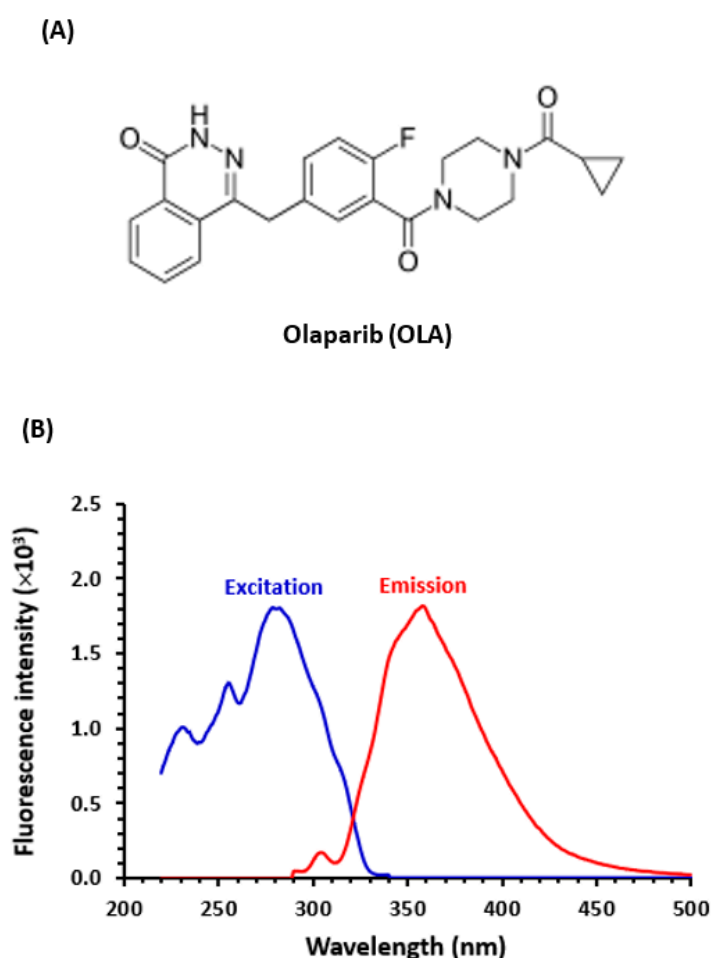 (A)
O
H
N
N
F
N
O
N
O
Olaparib (OLA)
(B)
Fluorescence intensity (×10³)
2.5
2.0
1.5
1.0
0.5
0.0
Excitation
Emission
200 250 300 350 400 450 500
Wavelength (nm)